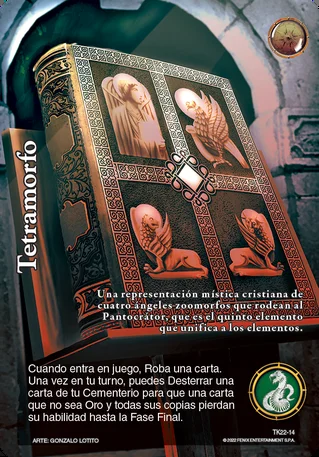 Tetramorfo
Una representación mística cristiana de
cuatro ángeles zoomorfos que rodean al
Pantocrátor, que es el quinto elemento
que unifica a los elementos.
Cuando entra en juego, Roba una carta.
Una vez en tu turno, puedes Desterrar una
carta de tu Cementerio para que una carta
que no sea Oro y todas sus copias pierdan
su habilidad hasta la Fase Final.
TK22-14
ARTE: GONZALO LOTITO
© 2022 FENIX ENTERTAINMENT S.P.A.